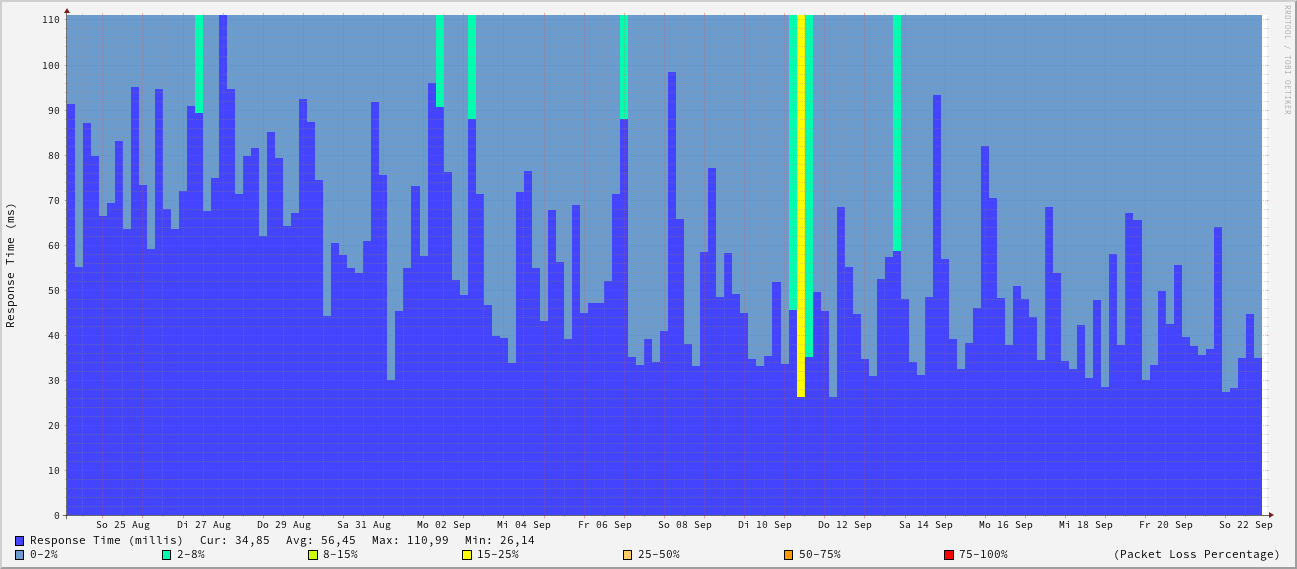 RRDTOOL / TOBI OETIKER
Response Time (ms)
110
100
90
80
70
60
50
40
30
20
10
0
So 25 Aug Di 27 Aug Do 29 Aug Sa 31 Aug Mo 02 Sep Mi 04 Sep Fr 06 Sep So 08 Sep Di 10 Sep Do 12 Sep Sa 14 Sep Mo 16 Sep Mi 18 Sep Fr 20 Sep So 22 Sep
Response Time (millis) Cur: 34,85 Avg: 56,45 Max: 110,99 Min: 26,14
0-2% 2-8% 8-15% 15-25% 25-50% 50-75% 75-100% (Packet Loss Percentage)